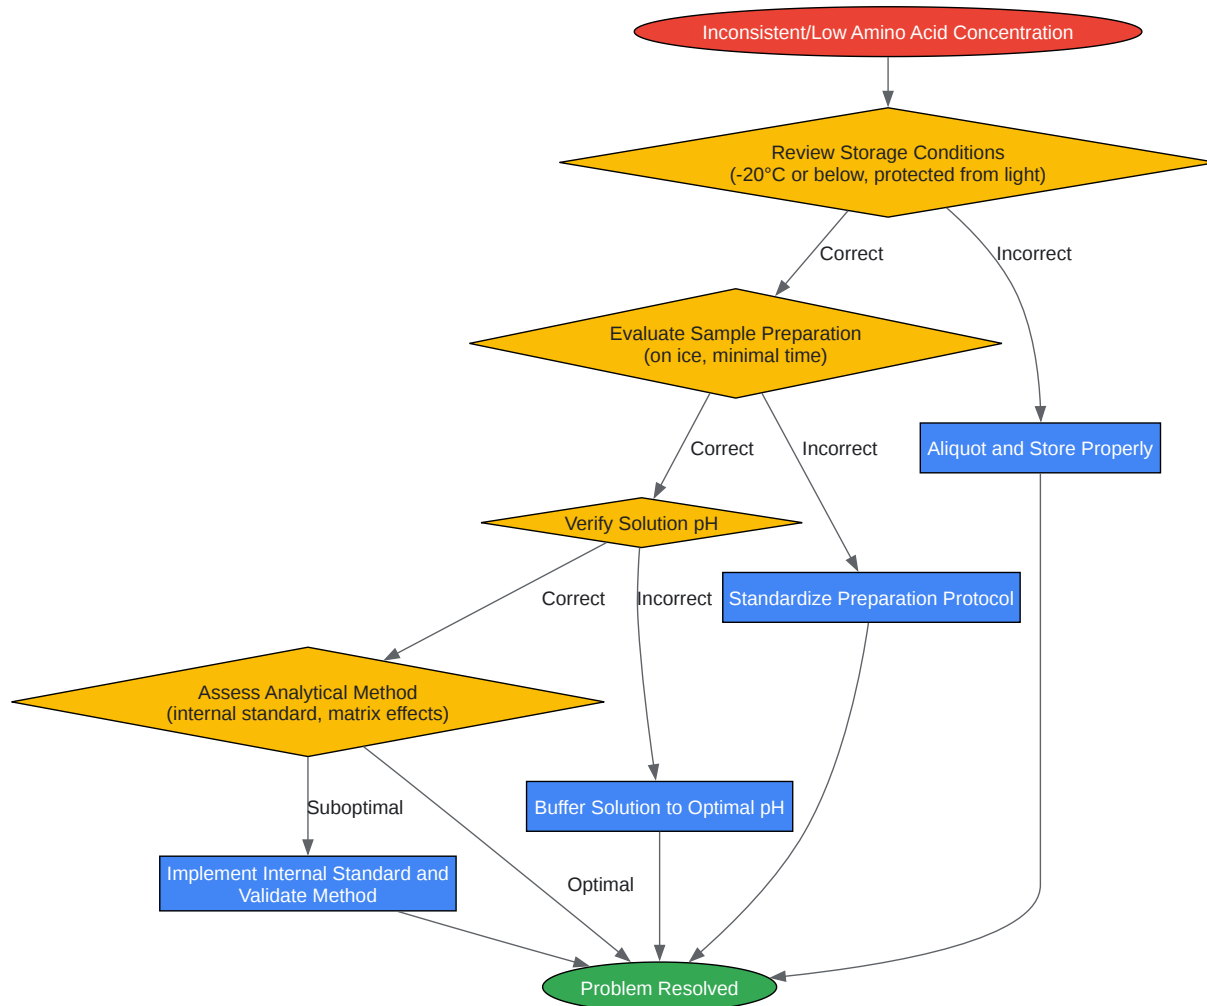 Inconsistent/Low Amino Acid Concentration
Review Storage Conditions
(-20°C or below, protected from light)
Correct
Incorrect
Evaluate Sample Preparation
(on ice, minimal time)
Correct
Incorrect
Aliquot and Store Properly
Verify Solution pH
Correct
Incorrect
Standardize Preparation Protocol
Assess Analytical Method
(internal standard, matrix effects)
Suboptimal
Buffer Solution to Optimal pH
Implement Internal Standard and
Validate Method
Optimal
Problem Resolved